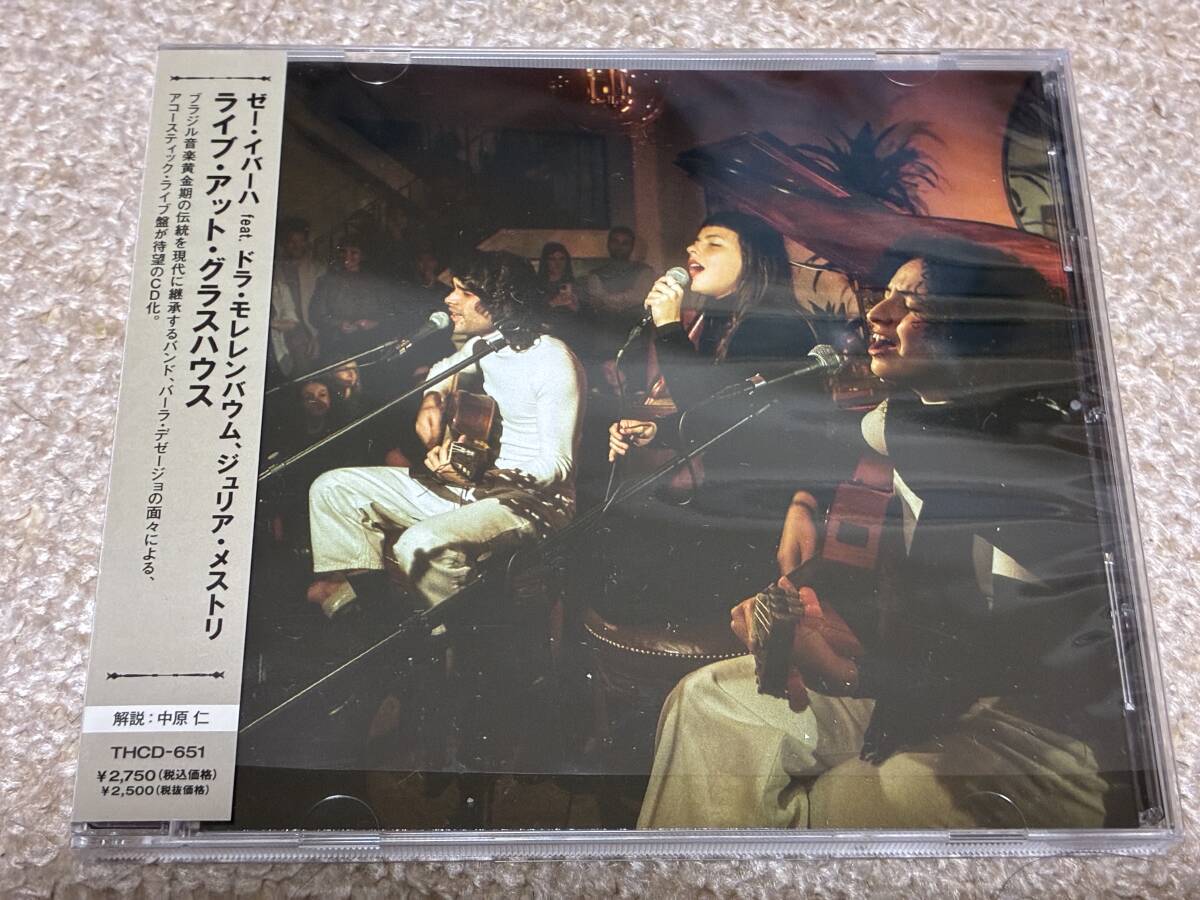 ゼー・イバーハ feat. ドラ・モレレンバウム、ジュリア・メストリ
ライブ・アット・グラスハウス
ブラジル音楽黄金期の伝統を現代に継承するバンド、バーラ・デゼージョの面々による、
アコースティック・ライブ盤が待望のCD化。
解説：中原 仁
THCD-651
￥2,750（税込価格）
￥2,500（税抜価格）